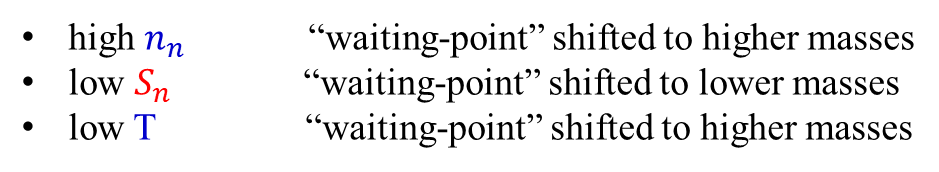 • high 𝑛ₙ “waiting-point” shifted to higher masses
• low 𝑆ₙ “waiting-point” shifted to lower masses
• low T “waiting-point” shifted to higher masses